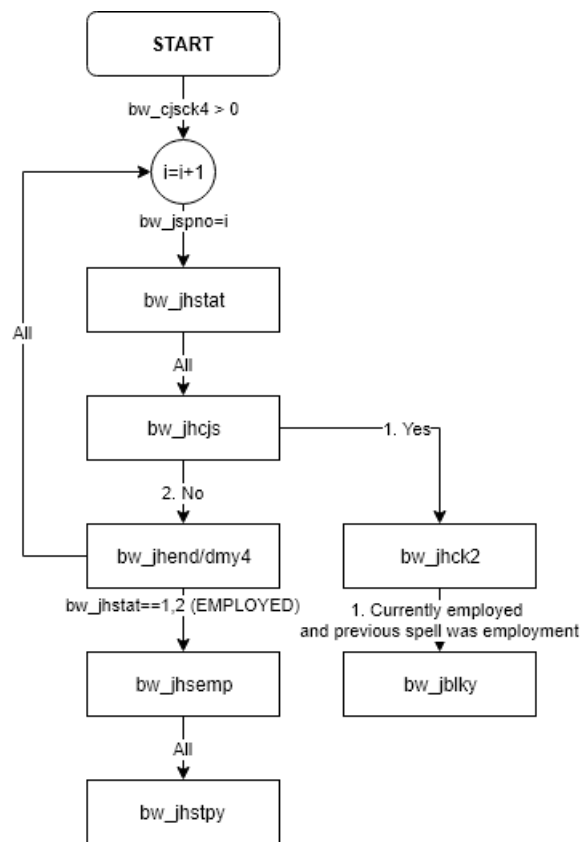 START
bw_cjsck4 > 0
i=i+1
bw_jspno=i
bw_jhstat
All
All
bw_jhcjs
1. Yes
2. No
bw_jhend/dmy4
bw_jhck2
bw_jhstat==1,2 (EMPLOYED)
1. Currently employed
and previous spell was employment
bw_jhsemp
bw_jblky
All
bw_jhstpy